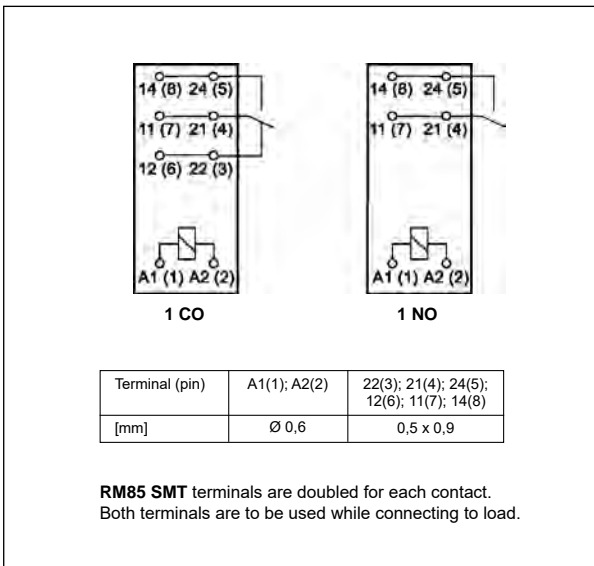 14 (8) 24 (5)
11 (7) 21 (4)
12 (6) 22 (3)
A1 (1) A2 (2)
1 CO
14 (8) 24 (5)
11 (7) 21 (4)
A1 (1) A2 (2)
1 NO
Terminal (pin) A1(1); A2(2) 22(3); 21(4); 24(5);
12(6); 11(7); 14(8)
[mm] Ø 0,6 0,5 x 0,9
RM85 SMT terminals are doubled for each contact.
Both terminals are to be used while connecting to load.